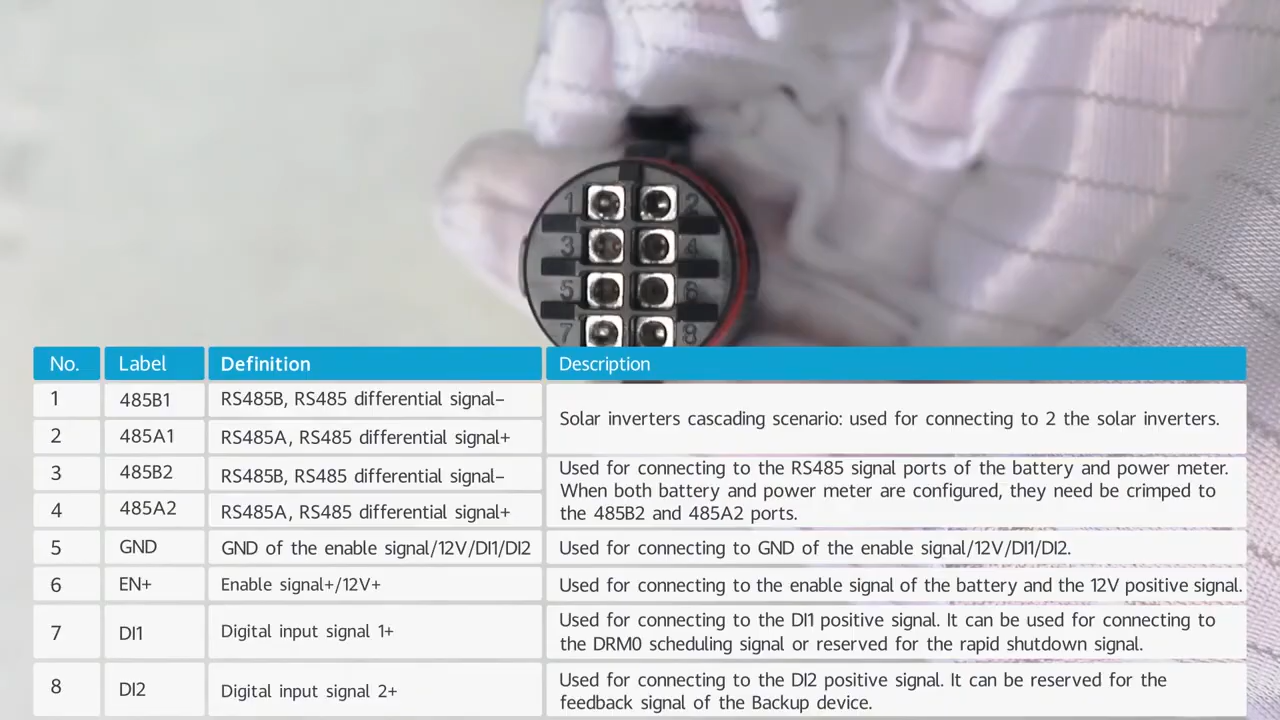 1 2
3 4
5 6
7 8
No. Label Definition Description
1 485B1 RS485B, RS485 differential signal–
Solar inverters cascading scenario: used for connecting to 2 the solar inverters.
2 485A1 RS485A, RS485 differential signal+
3 485B2 RS485B, RS485 differential signal–
Used for connecting to the RS485 signal ports of the battery and power meter.
When both battery and power meter are configured, they need be crimped to
the 485B2 and 485A2 ports.
4 485A2 RS485A, RS485 differential signal+
5 GND GND of the enable signal/12V/DI1/DI2 Used for connecting to GND of the enable signal/12V/DI1/DI2.
6 EN+ Enable signal+/12V+ Used for connecting to the enable signal of the battery and the 12V positive signal.
7 DI1 Digital input signal 1+ Used for connecting to the DI1 positive signal. It can be used for connecting to
the DRM0 scheduling signal or reserved for the rapid shutdown signal.
8 DI2 Digital input signal 2+ Used for connecting to the DI2 positive signal. It can be reserved for the
feedback signal of the Backup device.